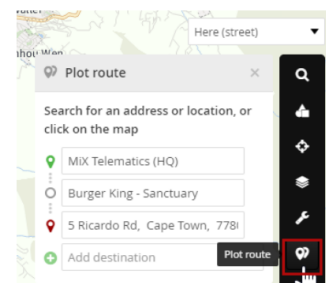 Here (street)
Plot route
Search for an address or location, or
click on the map
MiX Telematics (HQ)
Burger King - Sanctuary
5 Ricardo Rd, Cape Town, 778
Add destination
Plot route